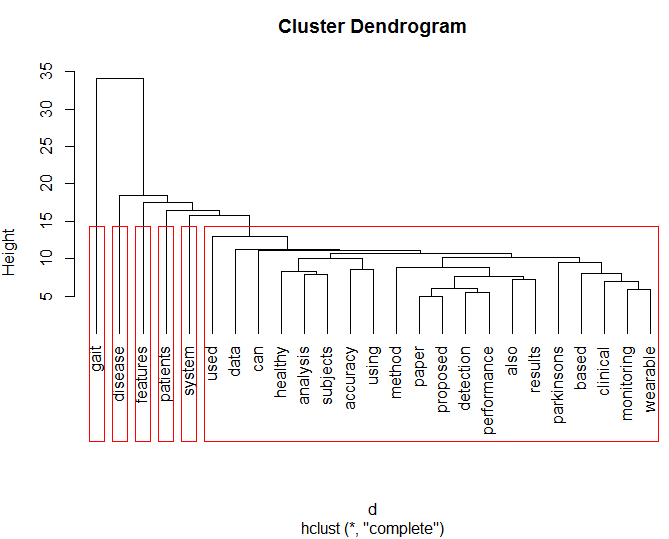 Cluster Dendrogram
Height
35
30
25
20
15
10
5
gait
disease
features
patients
system
used
data
can
healthy
analysis
subjects
accuracy
using
method
paper
proposed
detection
performance
also
results
parkinsons
based
clinical
monitoring
wearable
d
hclust (*, "complete")